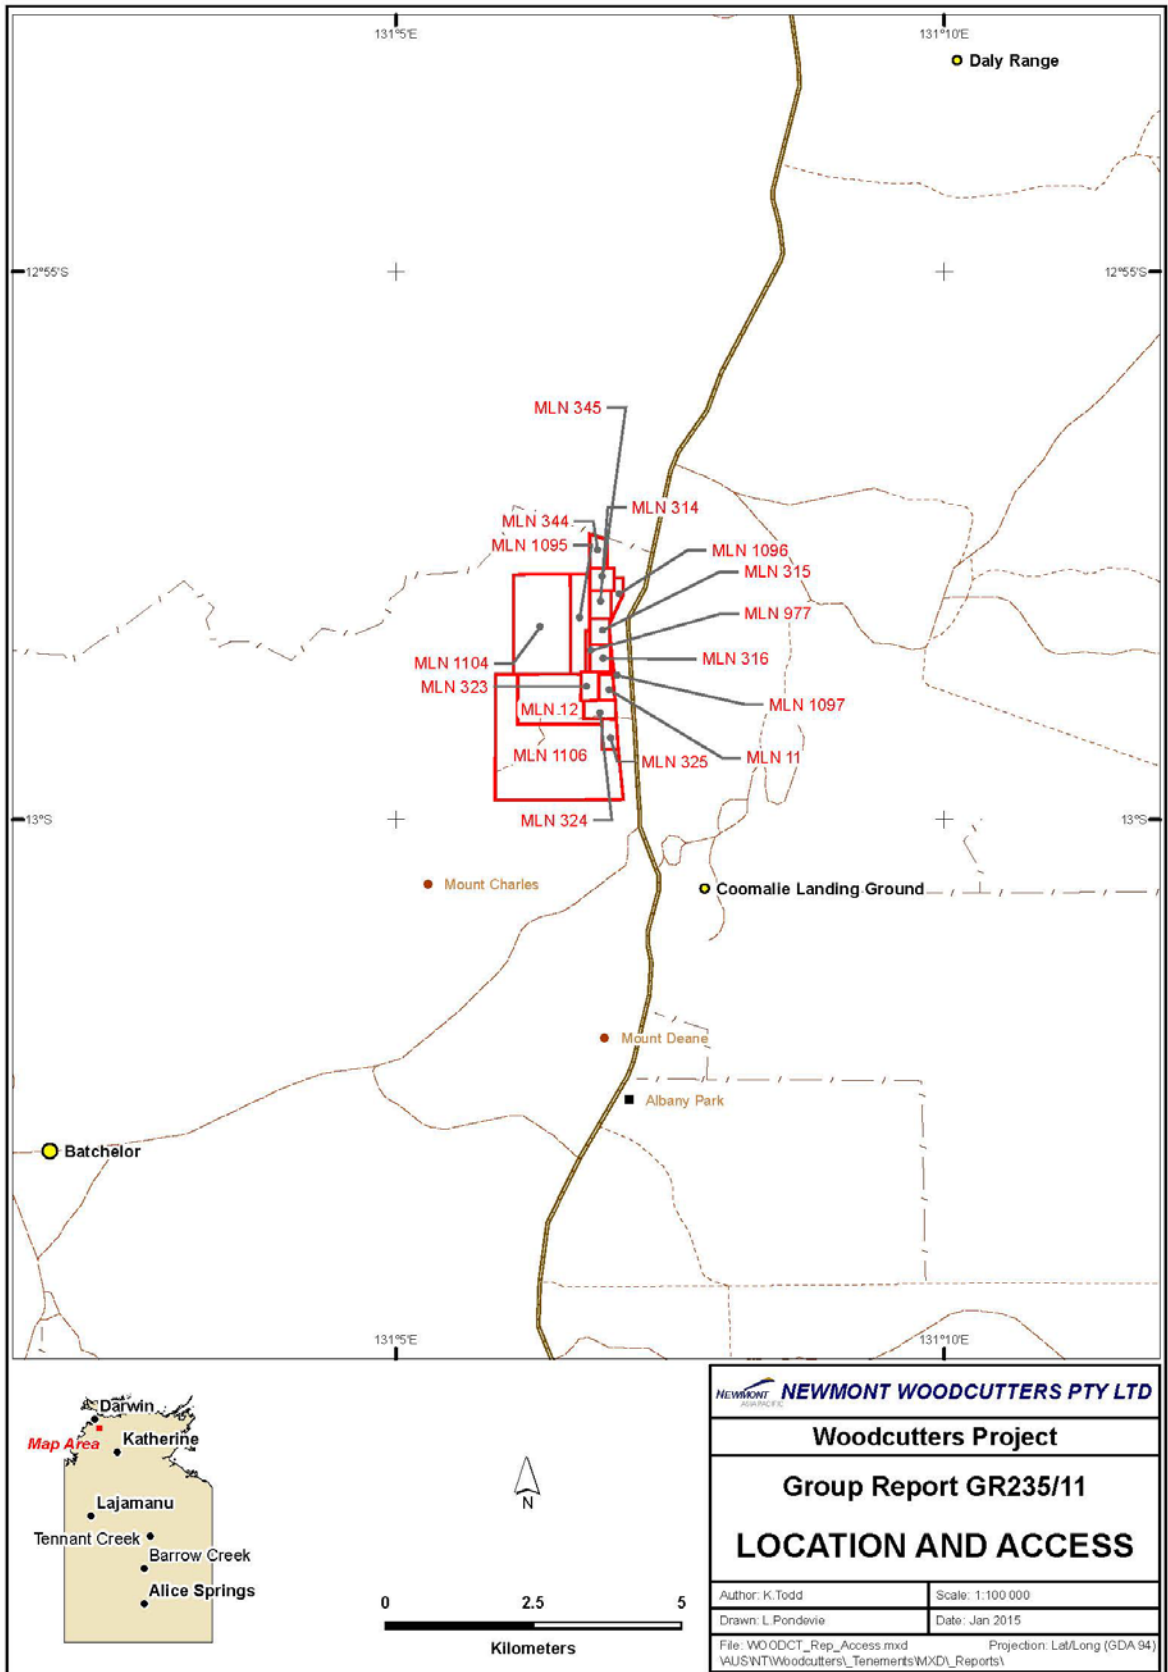 131°5'E
131°10'E
Daly Range
12°55'S
12°55'S
MLN 345
MLN 314
MLN 344
MLN 1095
MLN 1096
MLN 315
MLN 977
MLN 316
MLN 1104
MLN 323
MLN 1097
MLN 12
MLN 1106
MLN 325
MLN 11
MLN 324
13°S
13°S
Mount Charles
Coomalie Landing Ground
Mount Deane
Albany Park
Batchelor
131°5'E
131°10'E
Darwin
Map Area
Katherine
Lajamanu
Tennant Creek
Barrow Creek
Alice Springs
N
0 2.5 5
Kilometers
NEWMONT
ASIA PACIFIC
NEWMONT WOODCUTTERS PTY LTD
Woodcutters Project
Group Report GR235/11
LOCATION AND ACCESS
Author: K.Todd
Scale: 1:100 000
Drawn: L.Pondevie
Date: Jan 2015
File: WOODCT_Rep_Access.mxd
Projection: Lat/Long (GDA 94)
\AUS\NT\Woodcutters\_Tenements\MXD\_Reports\